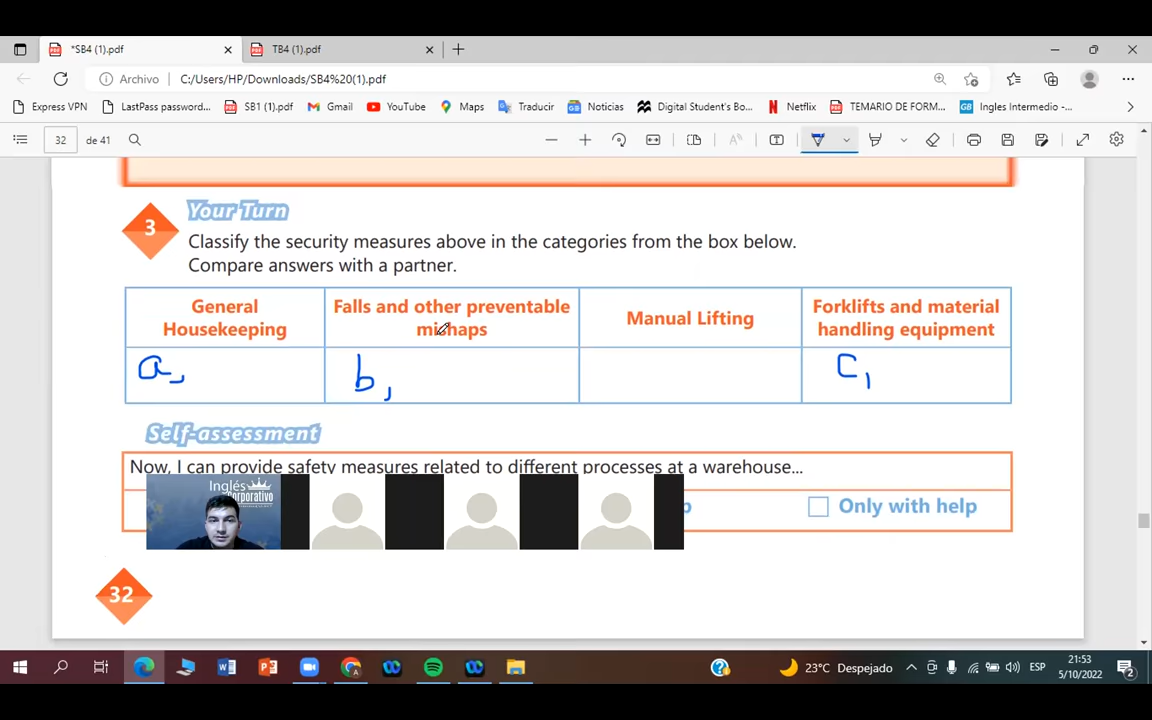 *SB4 (1).pdf
TB4 (1).pdf
Archivo C:/Users/HP/Downloads/SB4%20(1).pdf
Express VPN LastPass password... SB1 (1).pdf Gmail YouTube Maps Traducir Noticias Digital Student's Bo... Netflix TEMARIO DE FORM... Ingles Intermedio -...
32 de 41
3
Your Turn
Classify the security measures above in the categories from the box below.
Compare answers with a partner.
General
Housekeeping
Falls and other preventable
mishaps
Manual Lifting
Forklifts and material
handling equipment
a,
b,
c,
Self-assessment
Now, I can provide safety measures related to different processes at a warehouse...
Inglés
Corporativo
Only with help
32
23°C Despejado
ESP
21:53
5/10/2022
2